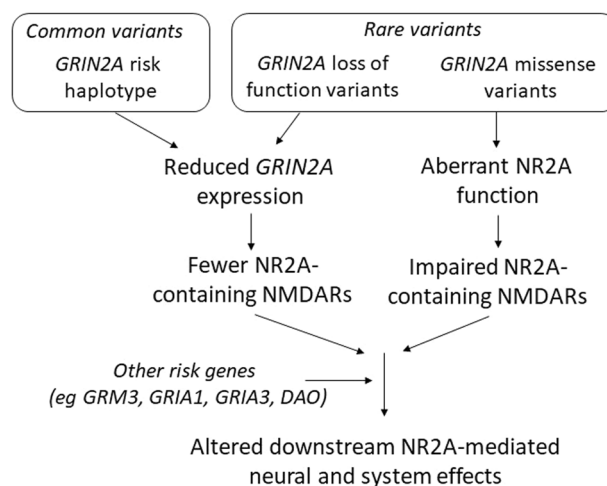 Common variants
GRIN2A risk
haplotype
Rare variants
GRIN2A loss of
function variants
GRIN2A missense
variants
Reduced GRIN2A
expression
Aberrant NR2A
function
Fewer NR2A-
containing NMDARs
Impaired NR2A-
containing NMDARs
Other risk genes
(eg GRM3, GRIA1, GRIA3, DAO)
Altered downstream NR2A-mediated
neural and system effects